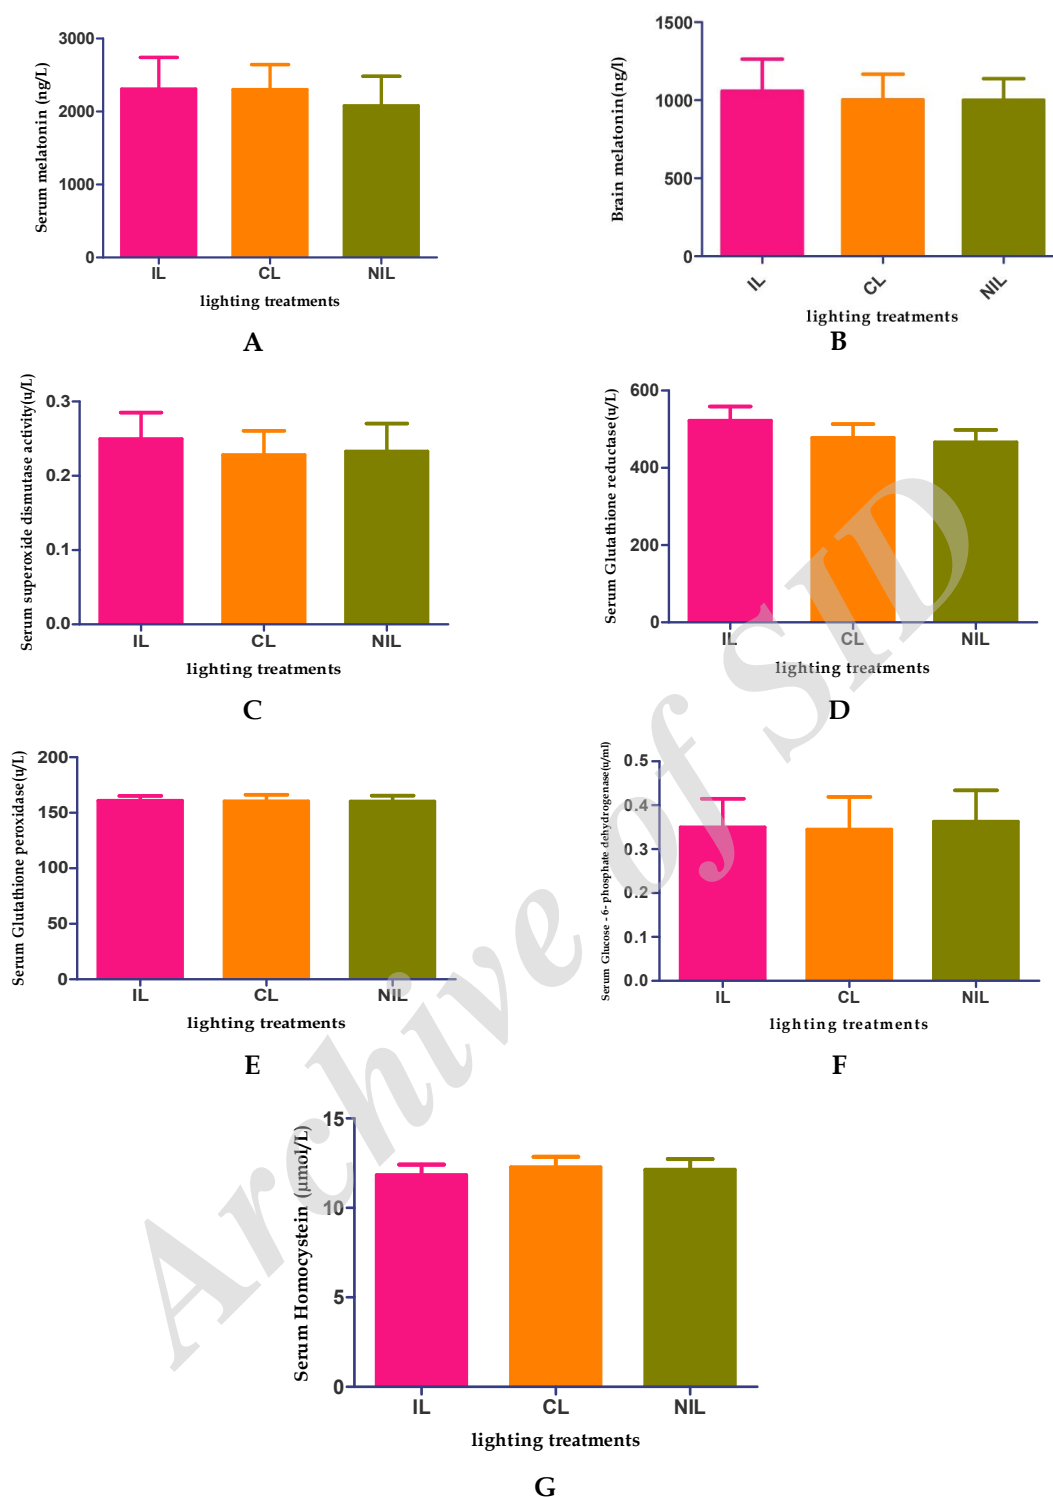 Serum melatonin (ng/L)
3000
2000
1000
0
IL CL NIL
lighting treatments
A
Brain melatonin(ng/l)
1500
1000
500
0
IL CL NIL
lighting treatments
B
Serum superoxide dismutase activity(u/L)
0.3
0.2
0.1
0.0
IL CL NIL
lighting treatments
C
Serum Glutathione reductase(u/L)
600
400
200
0
IL CL NIL
lighting treatments
D
Serum Glutathione peroxidase(u/L)
200
150
100
50
0
IL CL NIL
lighting treatments
E
Serum Glucose - 6- phosphate dehydrogenase(u/ml)
0.5
0.4
0.3
0.2
0.1
0.0
IL CL NIL
lighting treatments
F
Serum Homocystein (µmol/L)
15
10
5
0
IL CL NIL
lighting treatments
G
Archive of SID